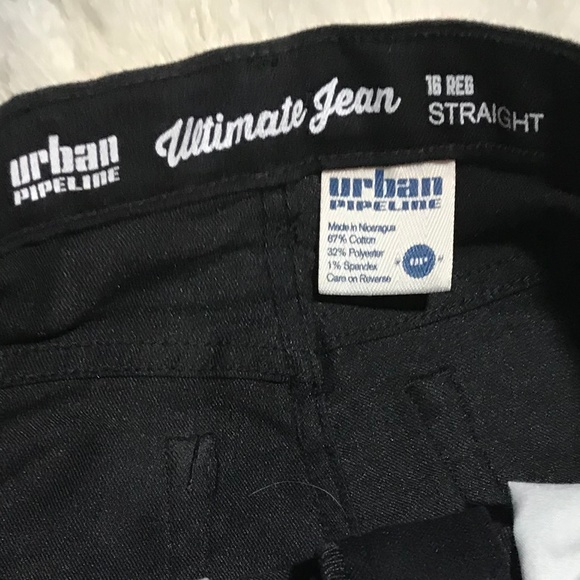 urban
PIPELINE
Ultimate Jean
16 REG
STRAIGHT
urban
PIPELINE
Made in Nicaragua
67% Cotton
32% Polyester
1% Spandex
Care on Reverse